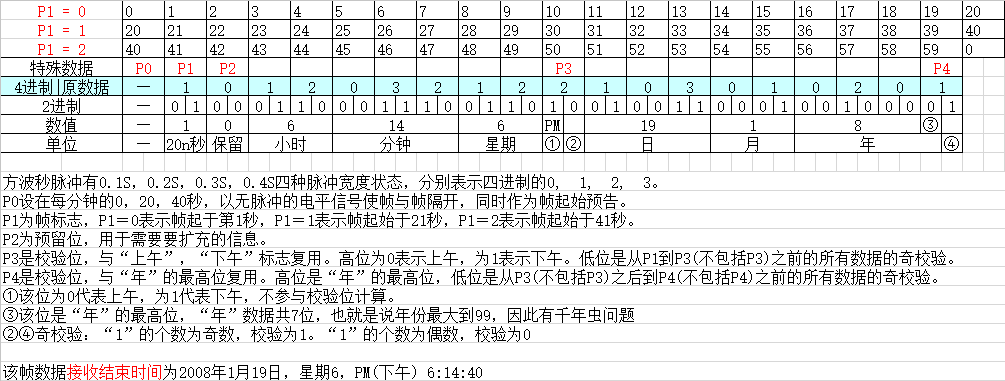 P1 = 0 0 1 2 3 4 5 6 7 8 9 10 11 12 13 14 15 16 17 18 19 20
P1 = 1 20 21 22 23 24 25 26 27 28 29 30 31 32 33 34 35 36 37 38 39 40
P1 = 2 40 41 42 43 44 45 46 47 48 49 50 51 52 53 54 55 56 57 58 59 0
特殊数据 P0 P1 P2 P3 P4
4进制|原数据 — 1 0 1 2 0 3 2 1 2 2 0 1 0 3 0 1 0 2 0 1
2进制 — 0 1 0 0 0 1 1 0 0 0 1 1 1 0 0 1 1 0 1 0 0 0 0 1 0 0 1 1 0 0 0 1 0 0 1 0 0 0 0 1
数值 — 1 0 6 14 6 PM 19 1 8 ③
单位 — 20n秒 保留 小时 分钟 星期 ① ② 日 月 年 ④
方波秒脉冲有0.1S, 0.2S, 0.3S, 0.4S四种脉冲宽度状态，分别表示四进制的0, 1, 2, 3。
P0设在每分钟的0, 20, 40秒，以无脉冲的电平信号使帧与帧隔开，同时作为帧起始预告。
P1为帧标志，P1＝0表示帧起于第1秒，P1＝1表示帧起始于21秒，P1＝2表示帧起始于41秒。
P2为预留位，用于需要要扩充的信息。
P3是校验位，与“上午”，“下午”标志复用。高位为0表示上午，为1表示下午。低位是从P1到P3(不包括P3)之前的所有数据的奇校验。
P4是校验位，与“年”的最高位复用。高位是“年”的最高位，低位是从P3(不包括P3)之后到P4(不包括P4)之前的所有数据的奇校验。
①该位为0代表上午，为1代表下午，不参与校验位计算。
③该位是“年”的最高位，“年”数据共7位，也就是说年份最大到99，因此有千年虫问题
②④奇校验：“1”的个数为奇数，校验为1。“1”的个数为偶数，校验为0
该帧数据接收结束时间为2008年1月19日，星期6，PM(下午) 6:14:40